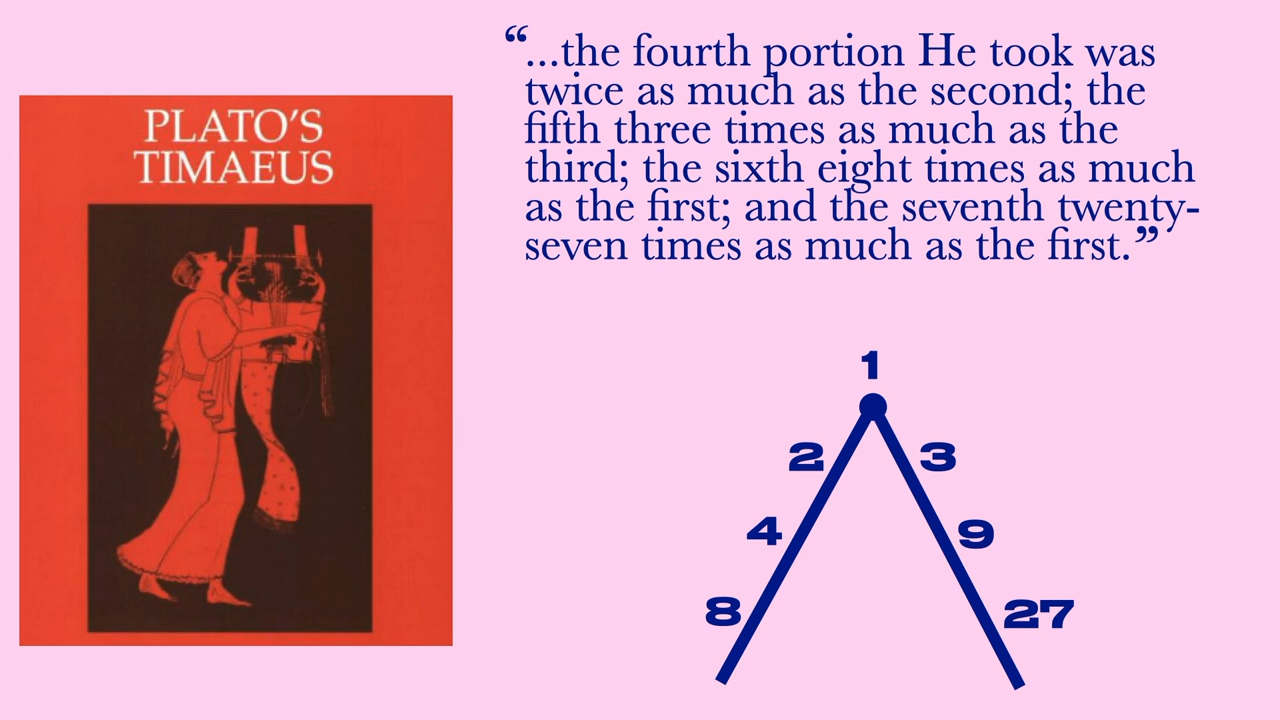 PLATO'S
TIMAEUS
“...the fourth portion He took was
twice as much as the second; the
fifth three times as much as the
third; the sixth eight times as much
as the first; and the seventh twenty-
seven times as much as the first.”
1
2 3
4 9
8 27